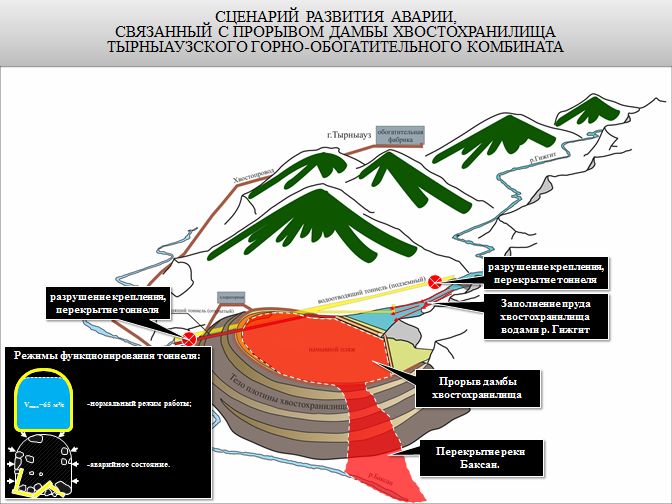 СЦЕНАРИЙ РАЗВИТИЯ АВАРИИ,
СВЯЗАННЫЙ С ПРОРЫВОМ ДАМБЫ ХВОСТОХРАНИЛИЩА
ТЫРНЫАУЗСКОГО ГОРНО-ОБОГАТИТЕЛЬНОГО КОМБИНАТА
г.Тырныауз
обогатительная
фабрика
р.Гижгит
Хвостопровод
разрушение крепления,
перекрытие тоннеля
водоотводящий тоннель (подземный)
разрушение крепления,
перекрытие тоннеля
тоннель (открытый)
Заполнение пруда
хвостохранилища
водами р. Гижгит
намывной пляж
Режимы функционирования тоннеля:
–нормальный режим работы;
–аварийное состояние.
Тело плотины хвостохранилища
Прорыв дамбы
хвостохранилища
Перекрытие реки
Баксан.
р.Баксан